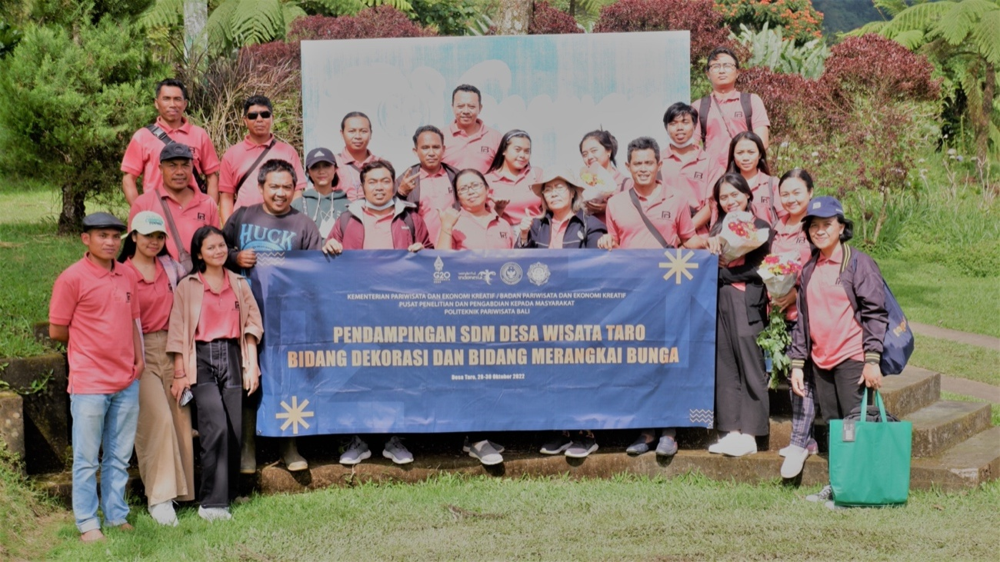 HUCK
G20
wonderful
indonesia
KEMENTERIAN PARIWISATA DAN EKONOMI KREATIF / BADAN PARIWISATA DAN EKONOMI KREATIF
PUSAT PENELITIAN DAN PENGABDIAN KEPADA MASYARAKAT
POLITEKNIK PARIWISATA BALI
PENDAMPINGAN SDM DESA WISATA TARO
BIDANG DEKORASI DAN BIDANG MERANGKAI BUNGA
Desa Taro, 28-30 Oktober 2022